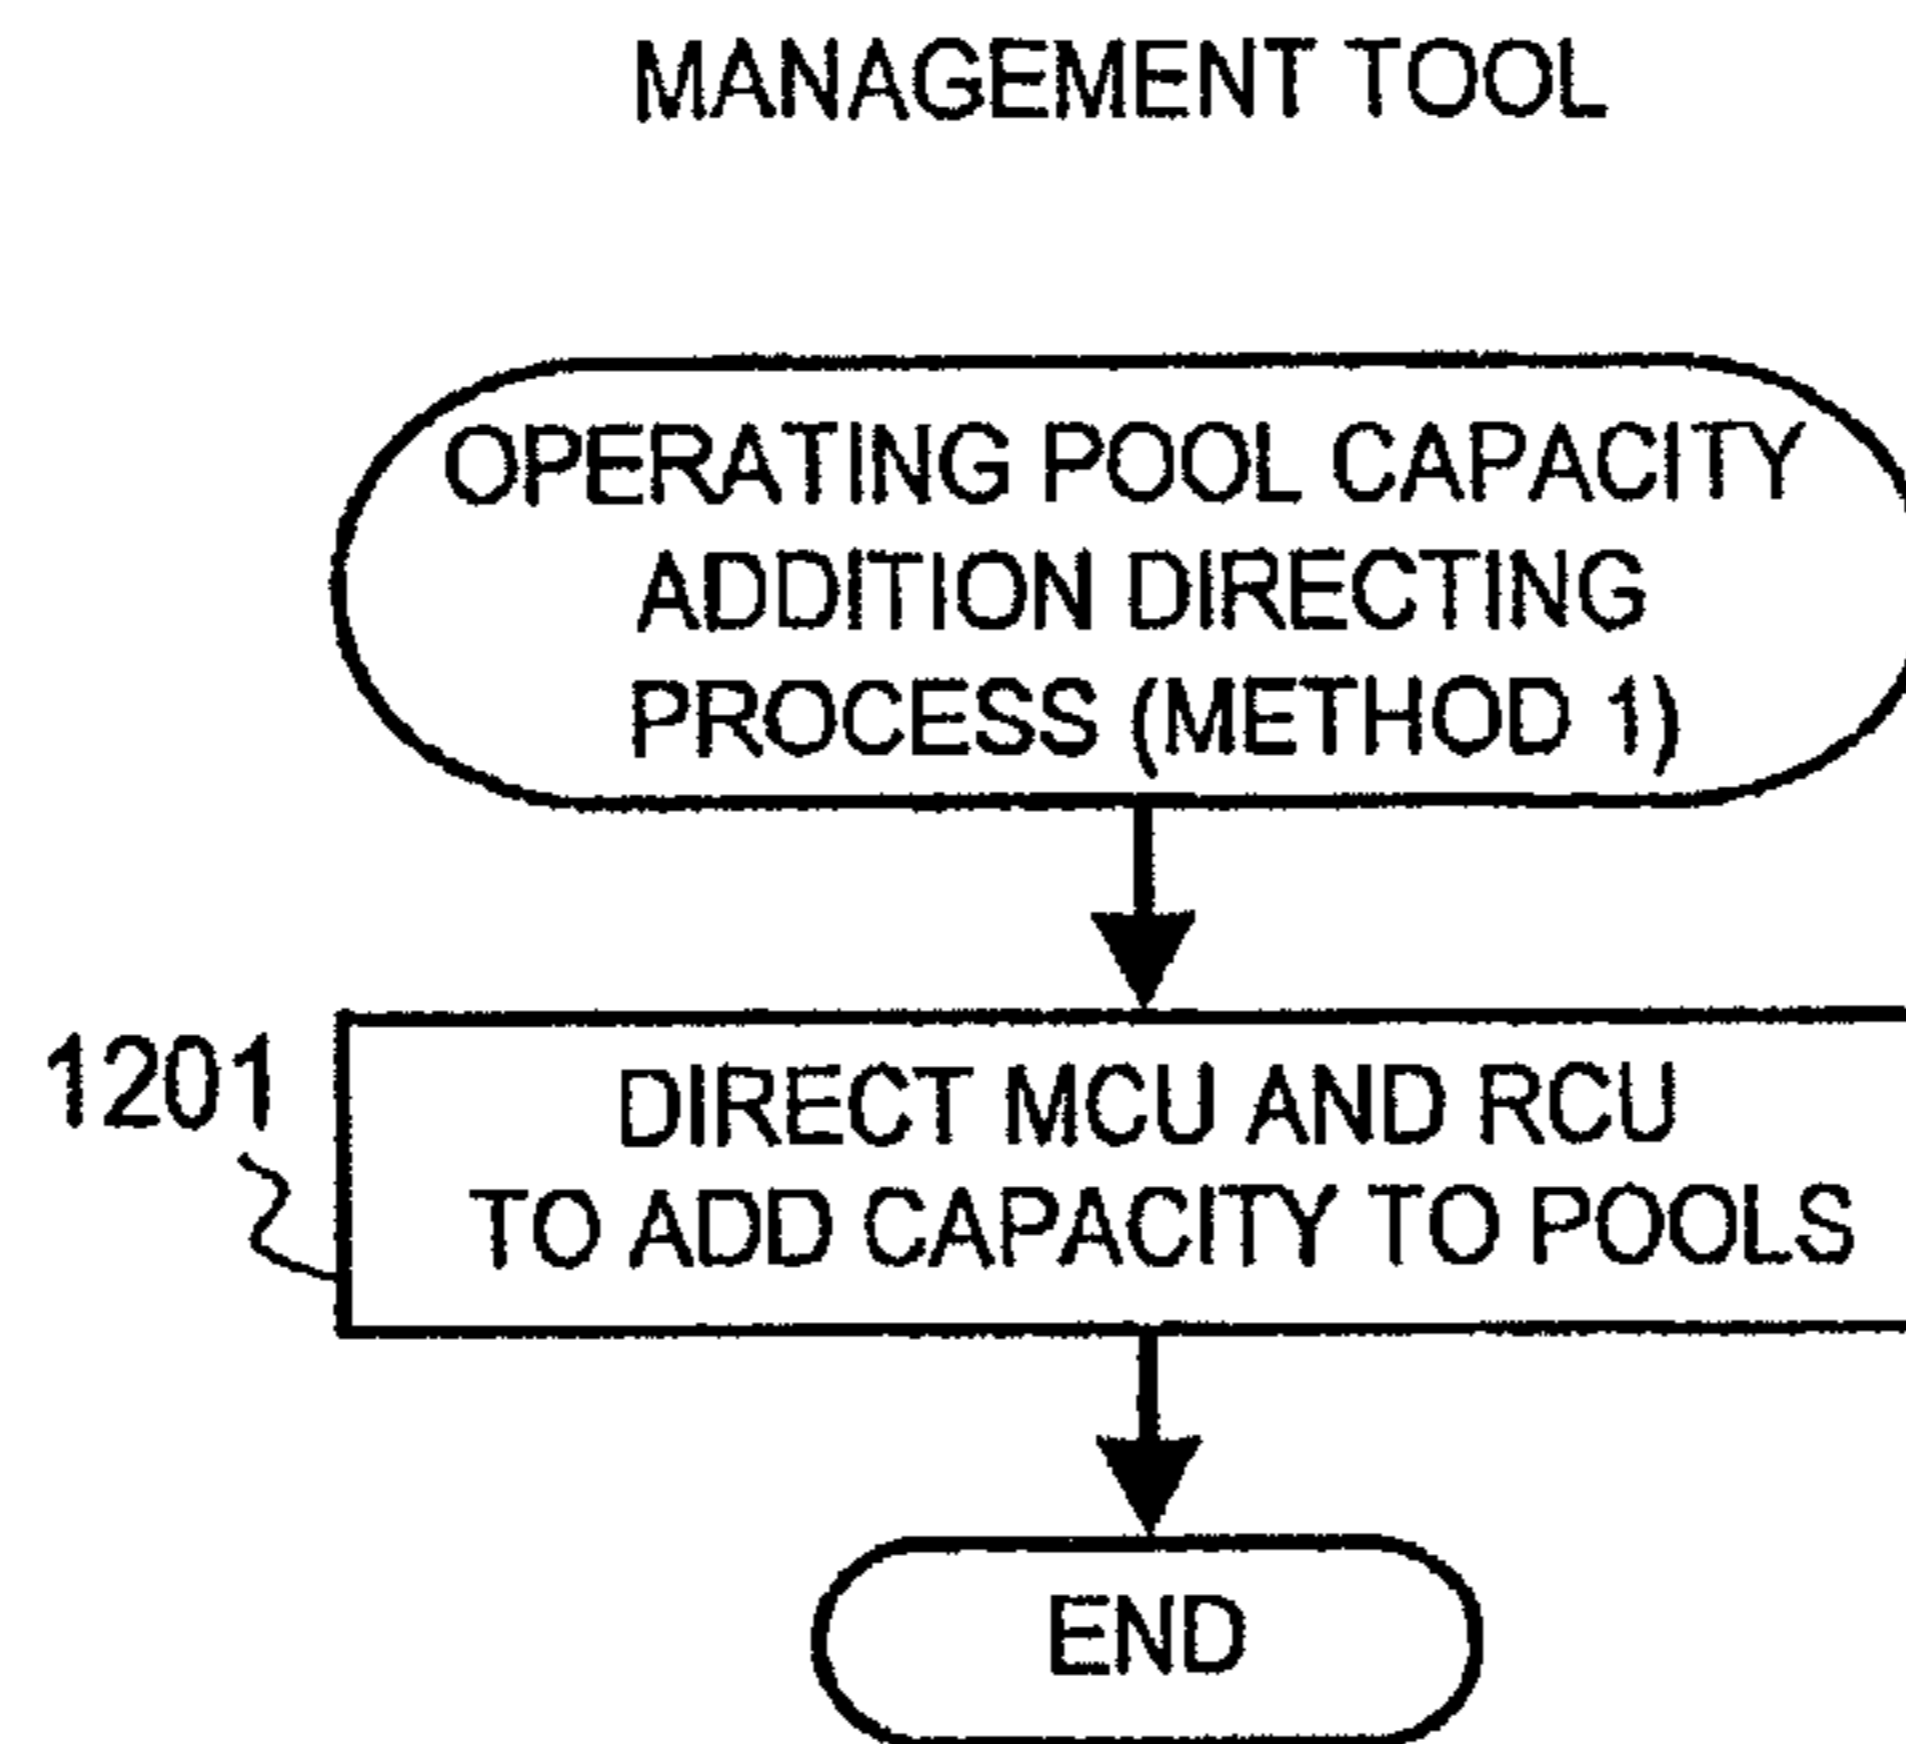 MANAGEMENT TOOL
OPERATING POOL CAPACITY
ADDITION DIRECTING
PROCESS (METHOD 1)
1201
DIRECT MCU AND RCU
TO ADD CAPACITY TO POOLS
END